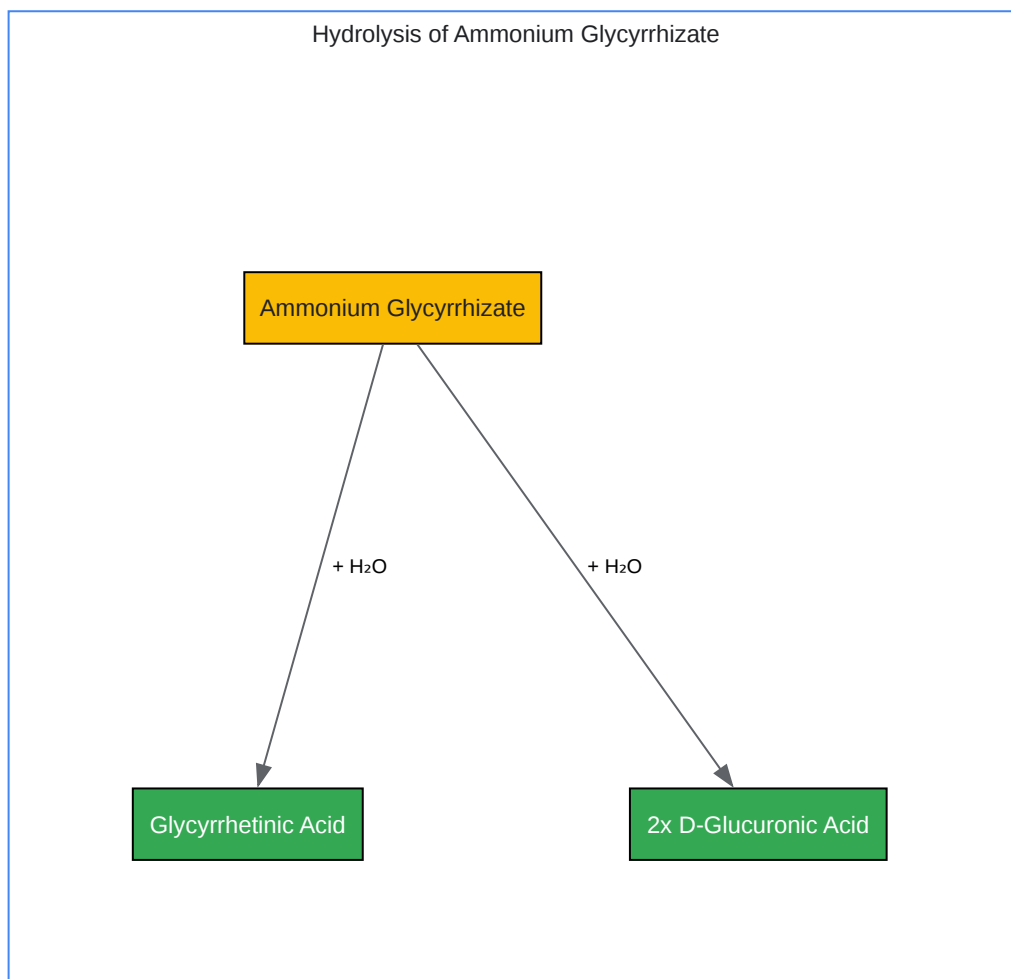 Hydrolysis of Ammonium Glycyrrhizate
Ammonium Glycyrrhizate
+ H₂O
+ H₂O
Glycyrrhetinic Acid
2x D-Glucuronic Acid